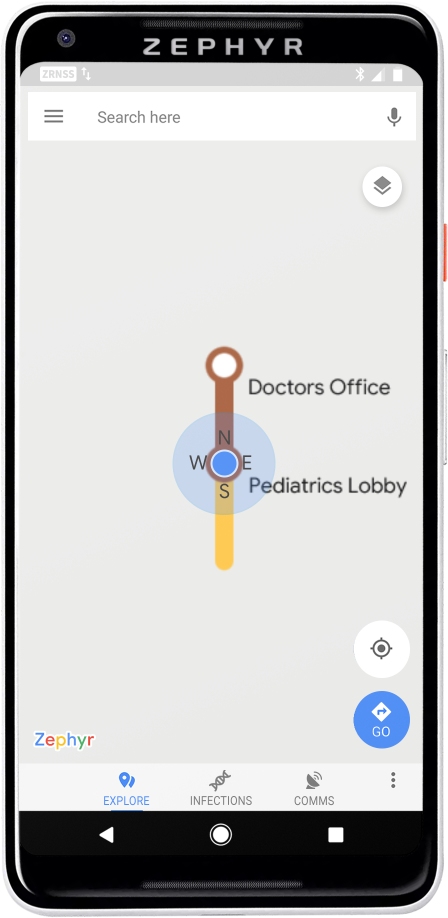 ZEPHYR
ZRNSS
Search here
Doctors Office
N
W E
S
Pediatrics Lobby
GO
Zephyr
EXPLORE
INFECTIONS
COMMS